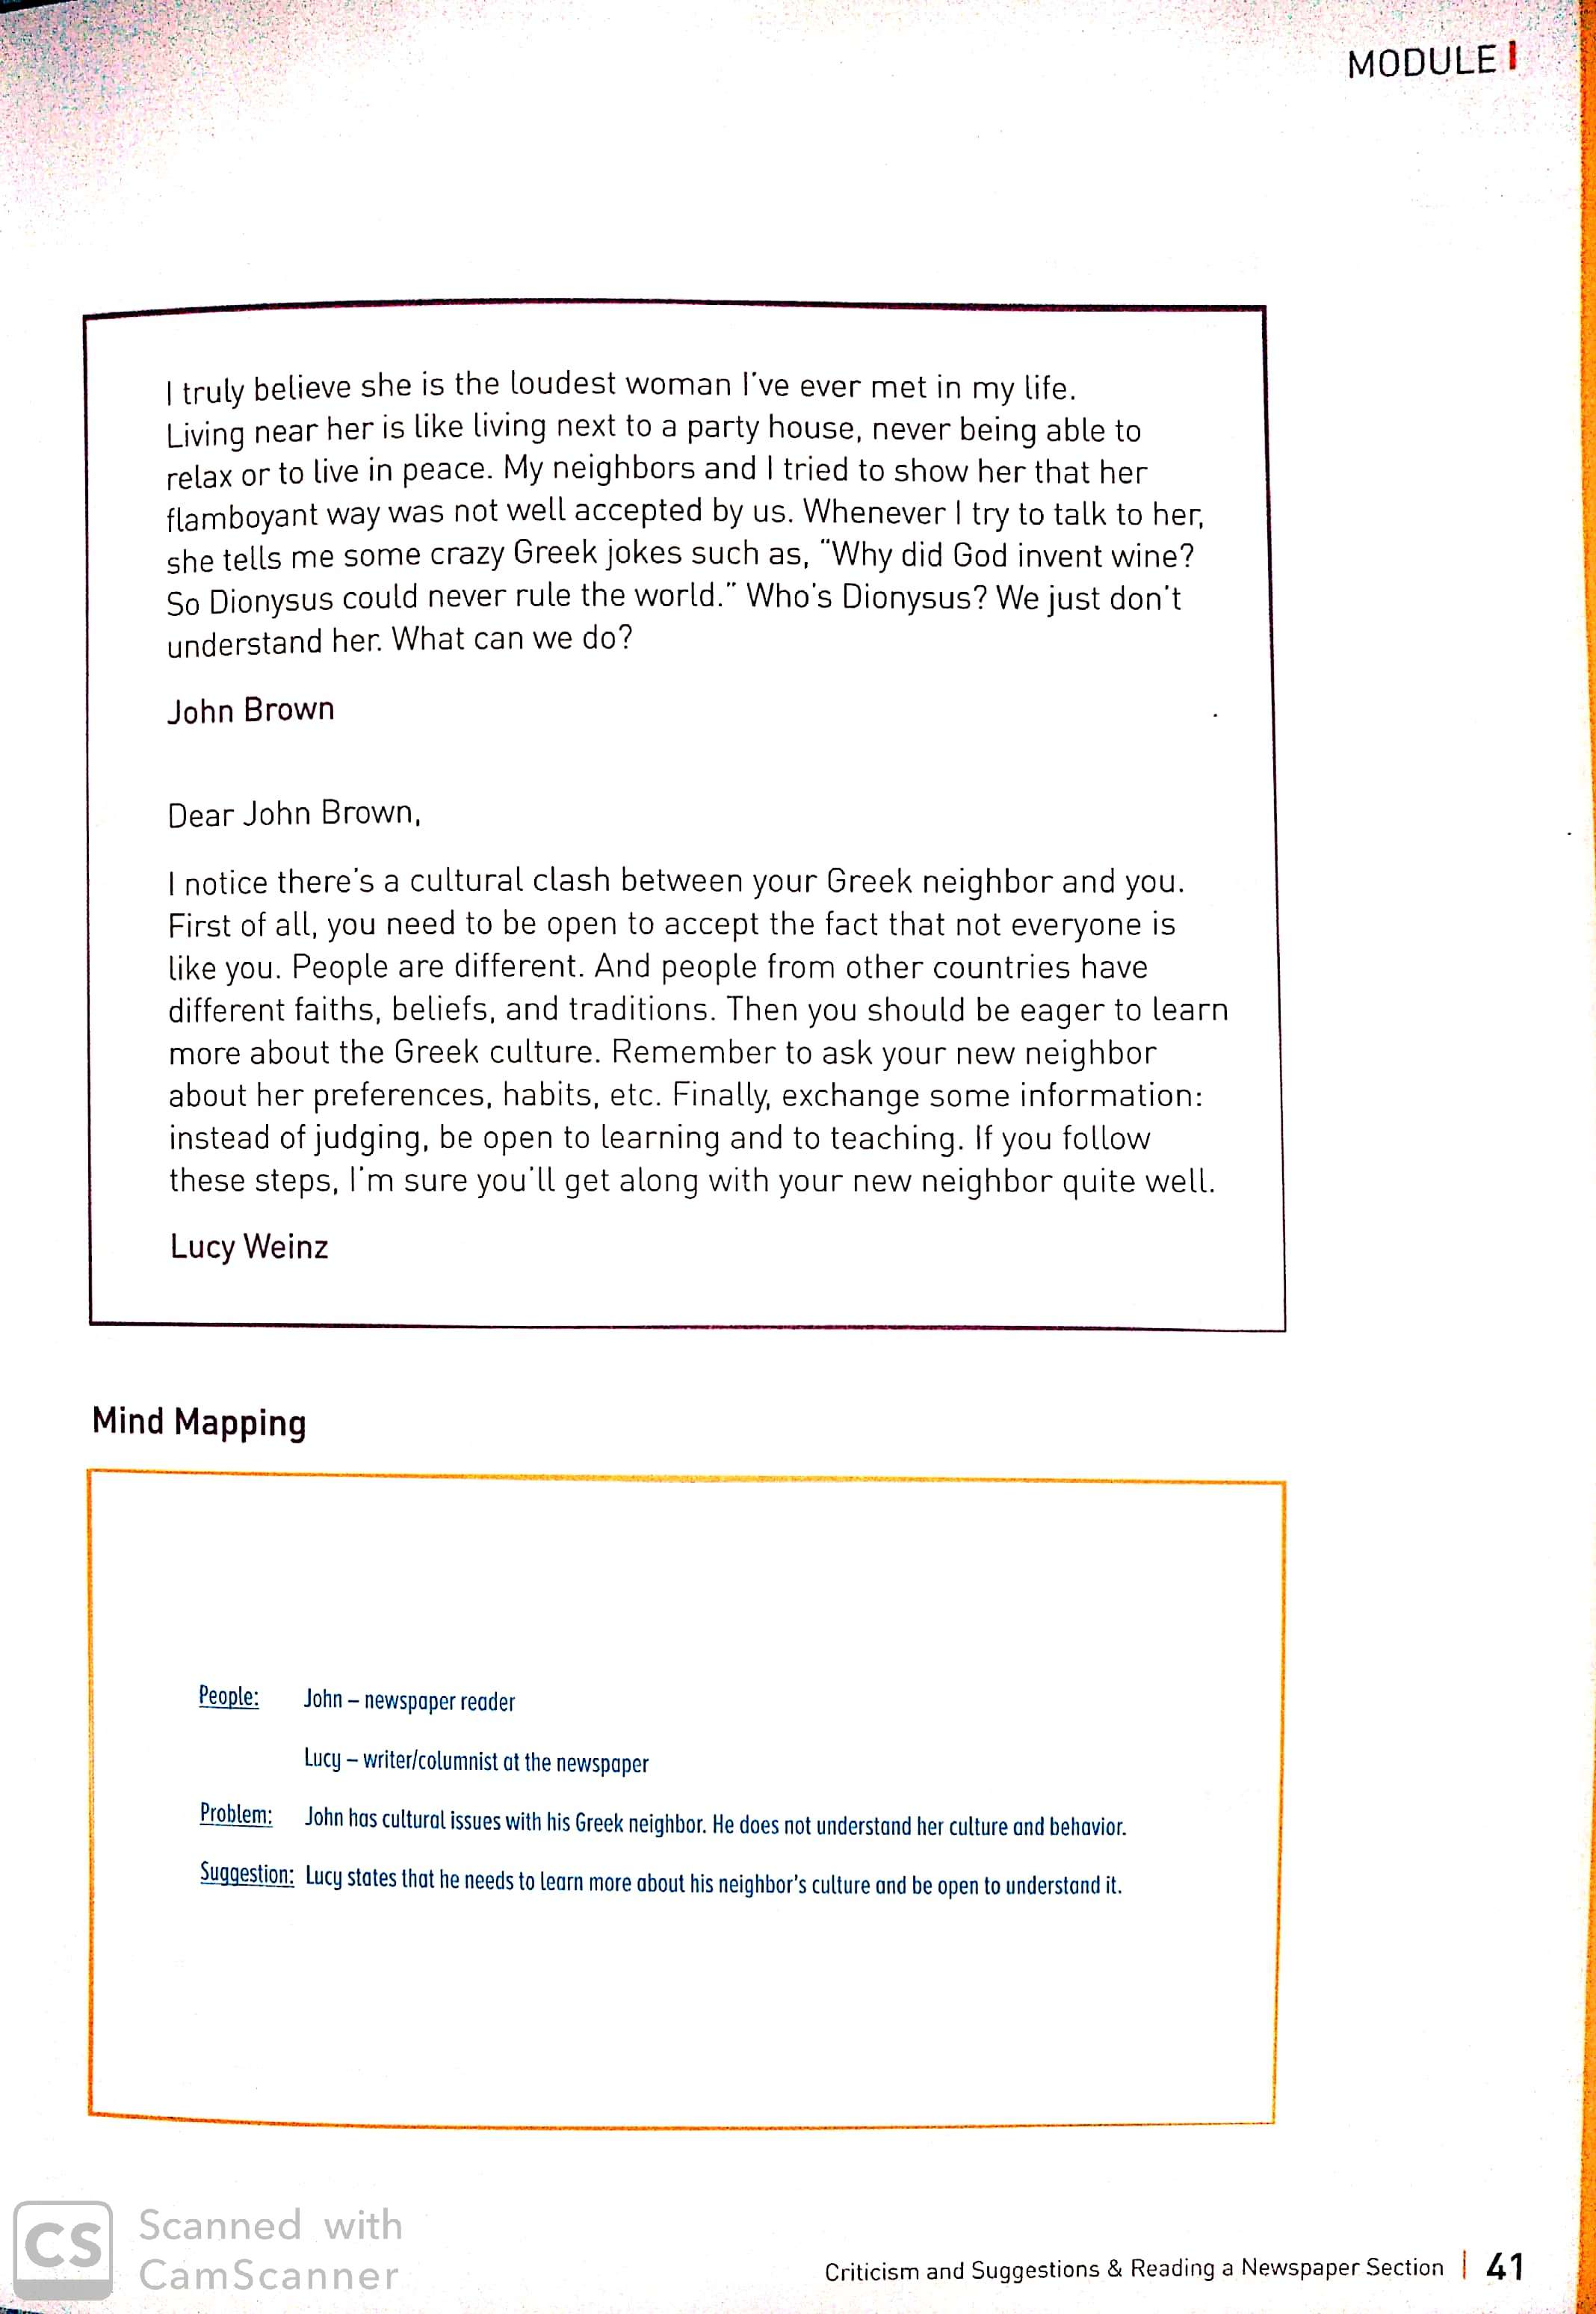 MODULE I
I truly believe she is the loudest woman I've ever met in my life.
Living near her is like living next to a party house, never being able to
relax or to live in peace. My neighbors and I tried to show her that her
flamboyant way was not well accepted by us. Whenever I try to talk to her,
she tells me some crazy Greek jokes such as, “Why did God invent wine?
So Dionysus could never rule the world.” Who's Dionysus? We just don't
understand her. What can we do?
John Brown
Dear John Brown,
I notice there's a cultural clash between your Greek neighbor and you.
First of all, you need to be open to accept the fact that not everyone is
like you. People are different. And people from other countries have
different faiths, beliefs, and traditions. Then you should be eager to learn
more about the Greek culture. Remember to ask your new neighbor
about her preferences, habits, etc. Finally, exchange some information:
instead of judging, be open to learning and to teaching. If you follow
these steps, I'm sure you'll get along with your new neighbor quite well.
Lucy Weinz
Mind Mapping
People: John – newspaper reader
Lucy – writer/columnist at the newspaper
Problem: John has cultural issues with his Greek neighbor. He does not understand her culture and behavior.
Suggestion: Lucy states that he needs to learn more about his neighbor's culture and be open to understand it.
CS Scanned with
CamScanner
Criticism and Suggestions & Reading a Newspaper Section | 41